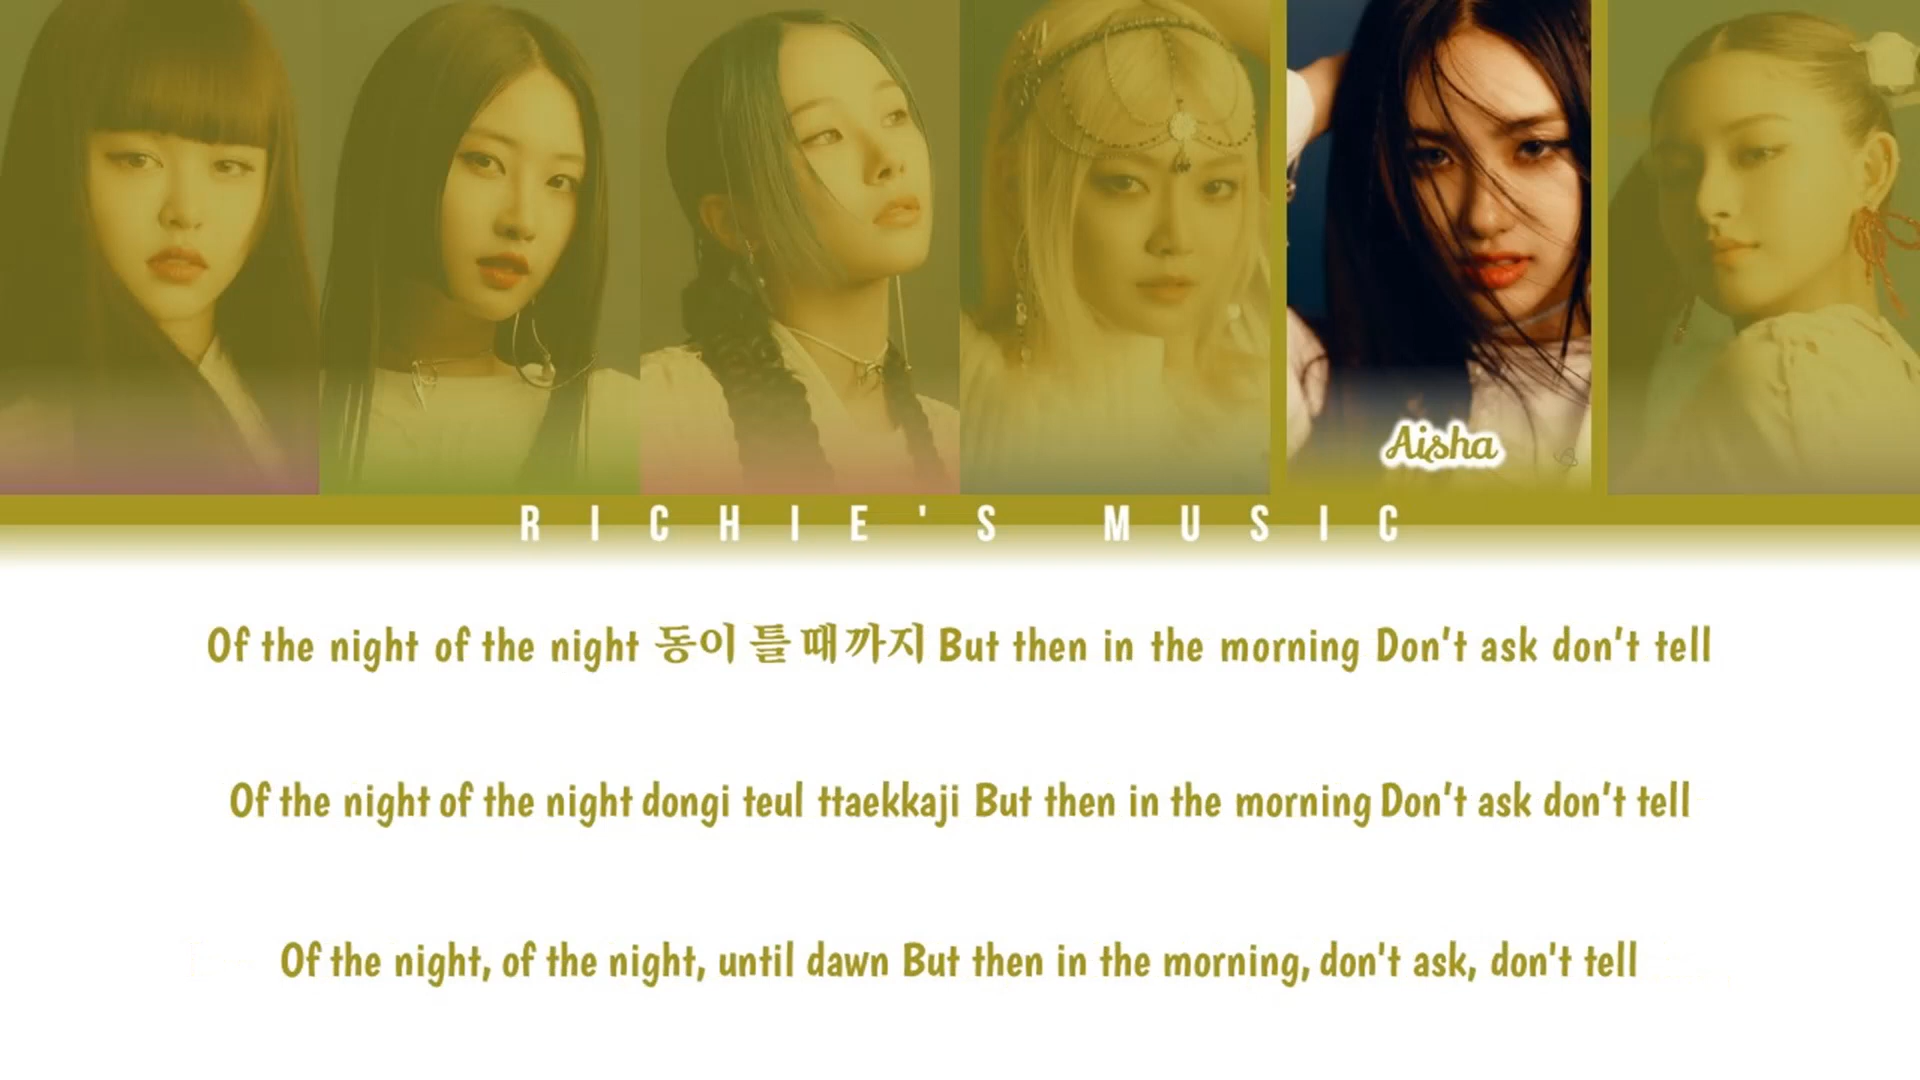 Aisha
RICHIE'S MUSIC
Of the night of the night 동이 틀 때까지 But then in the morning Don’t ask don’t tell
Of the night of the night dongi teul ttaekkaji But then in the morning Don’t ask don’t tell
Of the night, of the night, until dawn But then in the morning, don't ask, don't tell